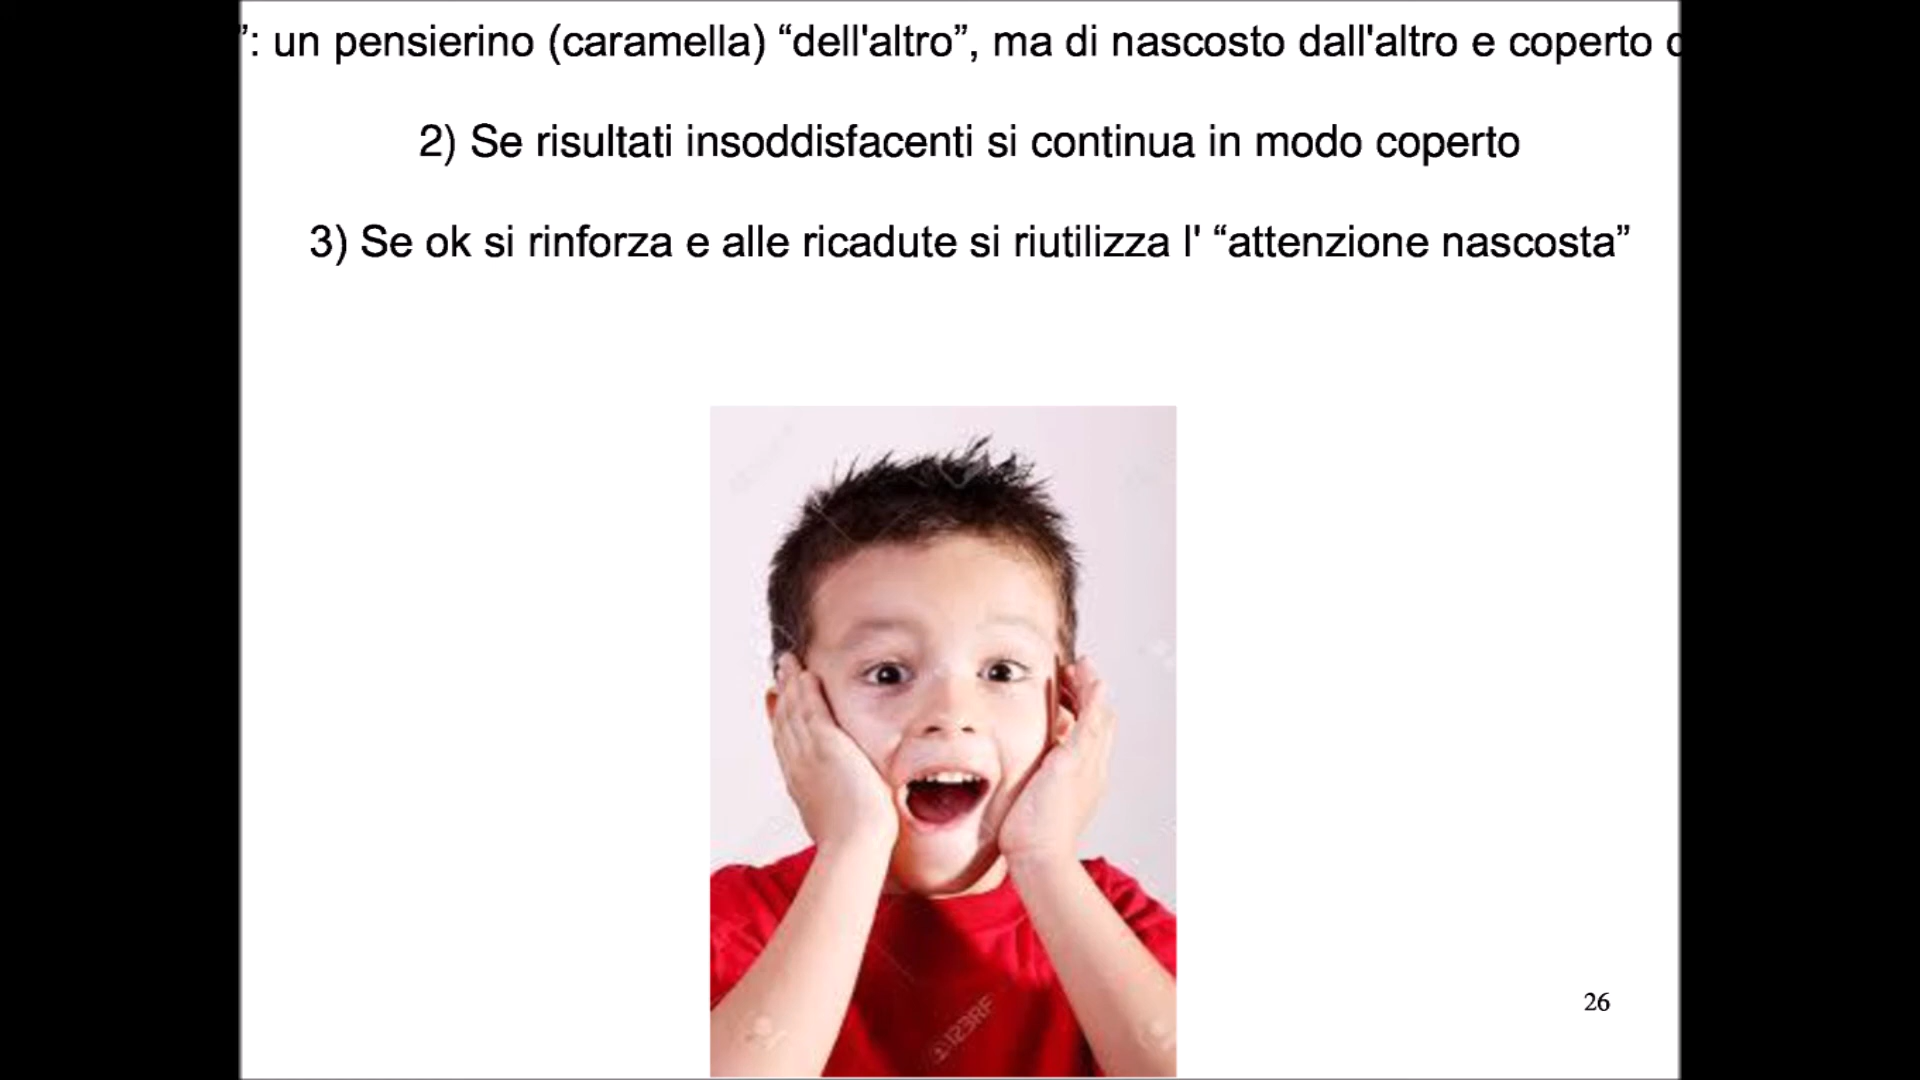 ”: un pensierino (caramella) “dell'altro”, ma di nascosto dall'altro e coperto
2) Se risultati insoddisfacenti si continua in modo coperto
3) Se ok si rinforza e alle ricadute si riutilizza l' “attenzione nascosta”
123RF
26